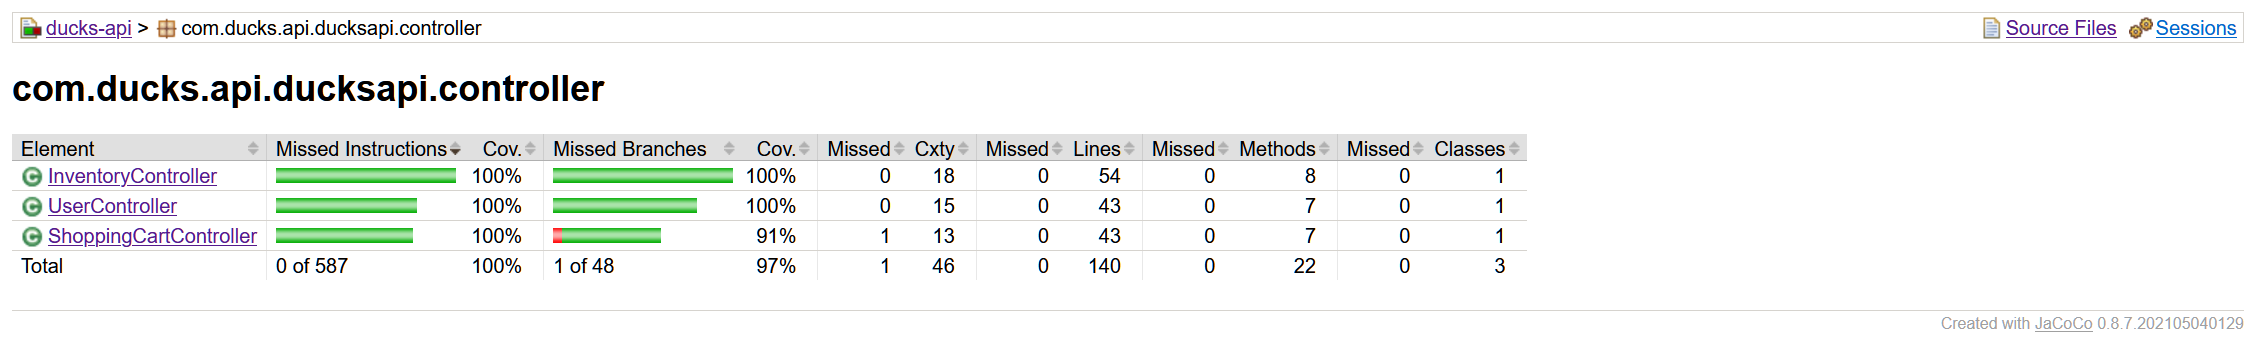 ducks-api > com.ducks.api.ducksapi.controller Source Files Sessions
com.ducks.api.ducksapi.controller
Element Missed Instructions Cov. Missed Branches Cov. Missed Cxty Missed Lines Missed Methods Missed Classes
InventoryController 100% 100% 0 18 0 54 0 8 0 1
UserController 100% 100% 0 15 0 43 0 7 0 1
ShoppingCartController 100% 91% 1 13 0 43 0 7 0 1
Total 0 of 587 100% 1 of 48 97% 1 46 0 140 0 22 0 3
Created with JaCoCo 0.8.7.202105040129